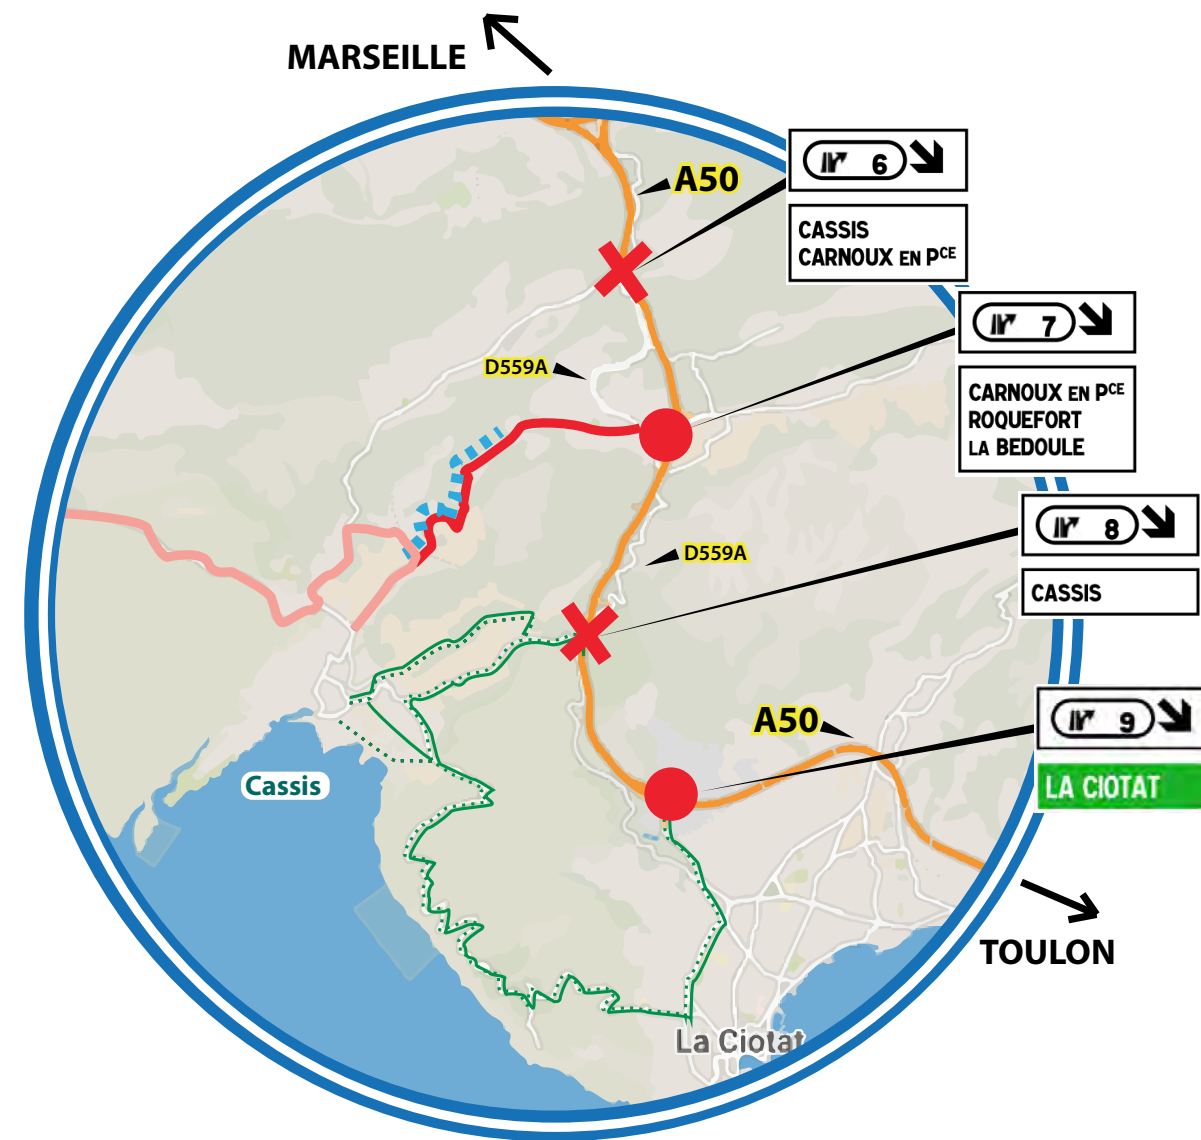 MARSEILLE
A50
6
CASSIS
CARNOUX EN PCE
7
D559A
CARNOUX EN PCE
ROQUEFORT
LA BEDOULE
8
D559A
CASSIS
9
A50
LA CIOTAT
Cassis
TOULON
La Ciotat